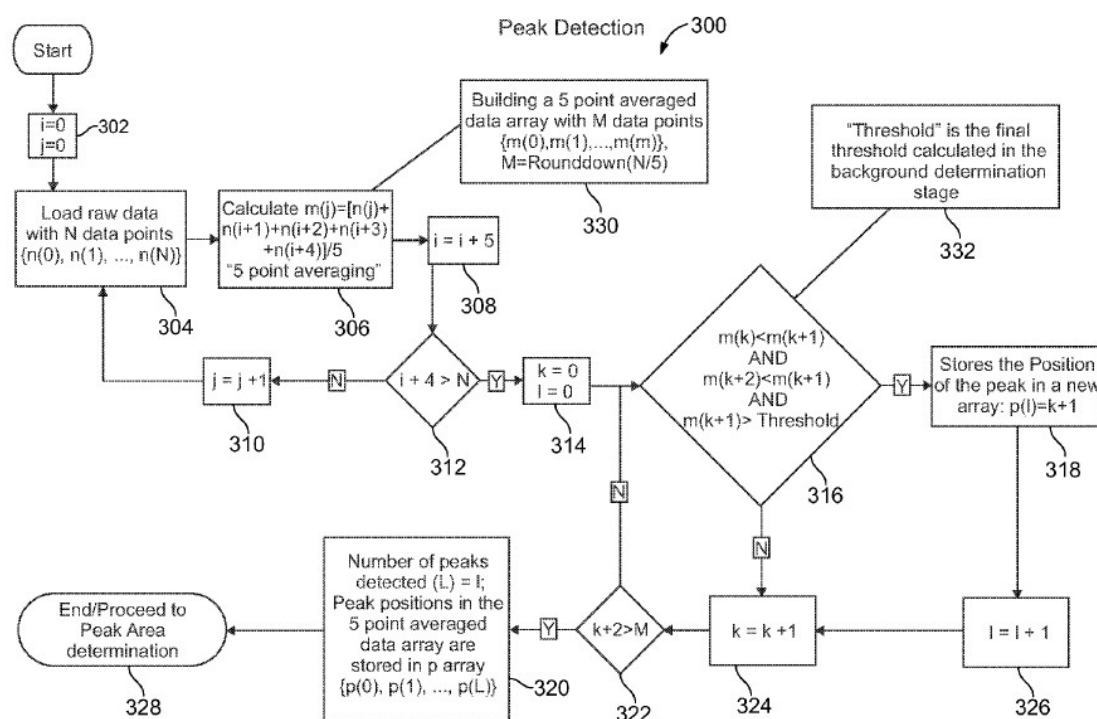 Peak Detection
300
Start
i=0
j=0
302
Building a 5 point averaged
data array with M data points
{m(0),m(1),...,m(m)},
M=Rounddown(N/5)
330
"Threshold" is the final
threshold calculated in the
background determination
stage
332
Load raw data
with N data points
{n(0), n(1), ..., n(N)}
304
Calculate m(j)=[n(j)+
n(i+1)+n(i+2)+n(i+3)
+n(i+4)]/5
"5 point averaging"
306
i = i + 5
308
j = j +1
310
N
i + 4 > N
312
Y
k = 0
l = 0
314
m(k)<m(k+1)
AND
m(k+2)<m(k+1)
AND
m(k+1)> Threshold
316
Y
Stores the Position
of the peak in a new
array: p(l)=k+1
318
N
N
End/Proceed to
Peak Area
determination
328
Number of peaks
detected (L) = l;
Peak positions in the
5 point averaged
data array are
stored in p array
{p(0), p(1), ..., p(L)}
320
Y
k+2>M
322
k = k +1
324
l = l + 1
326